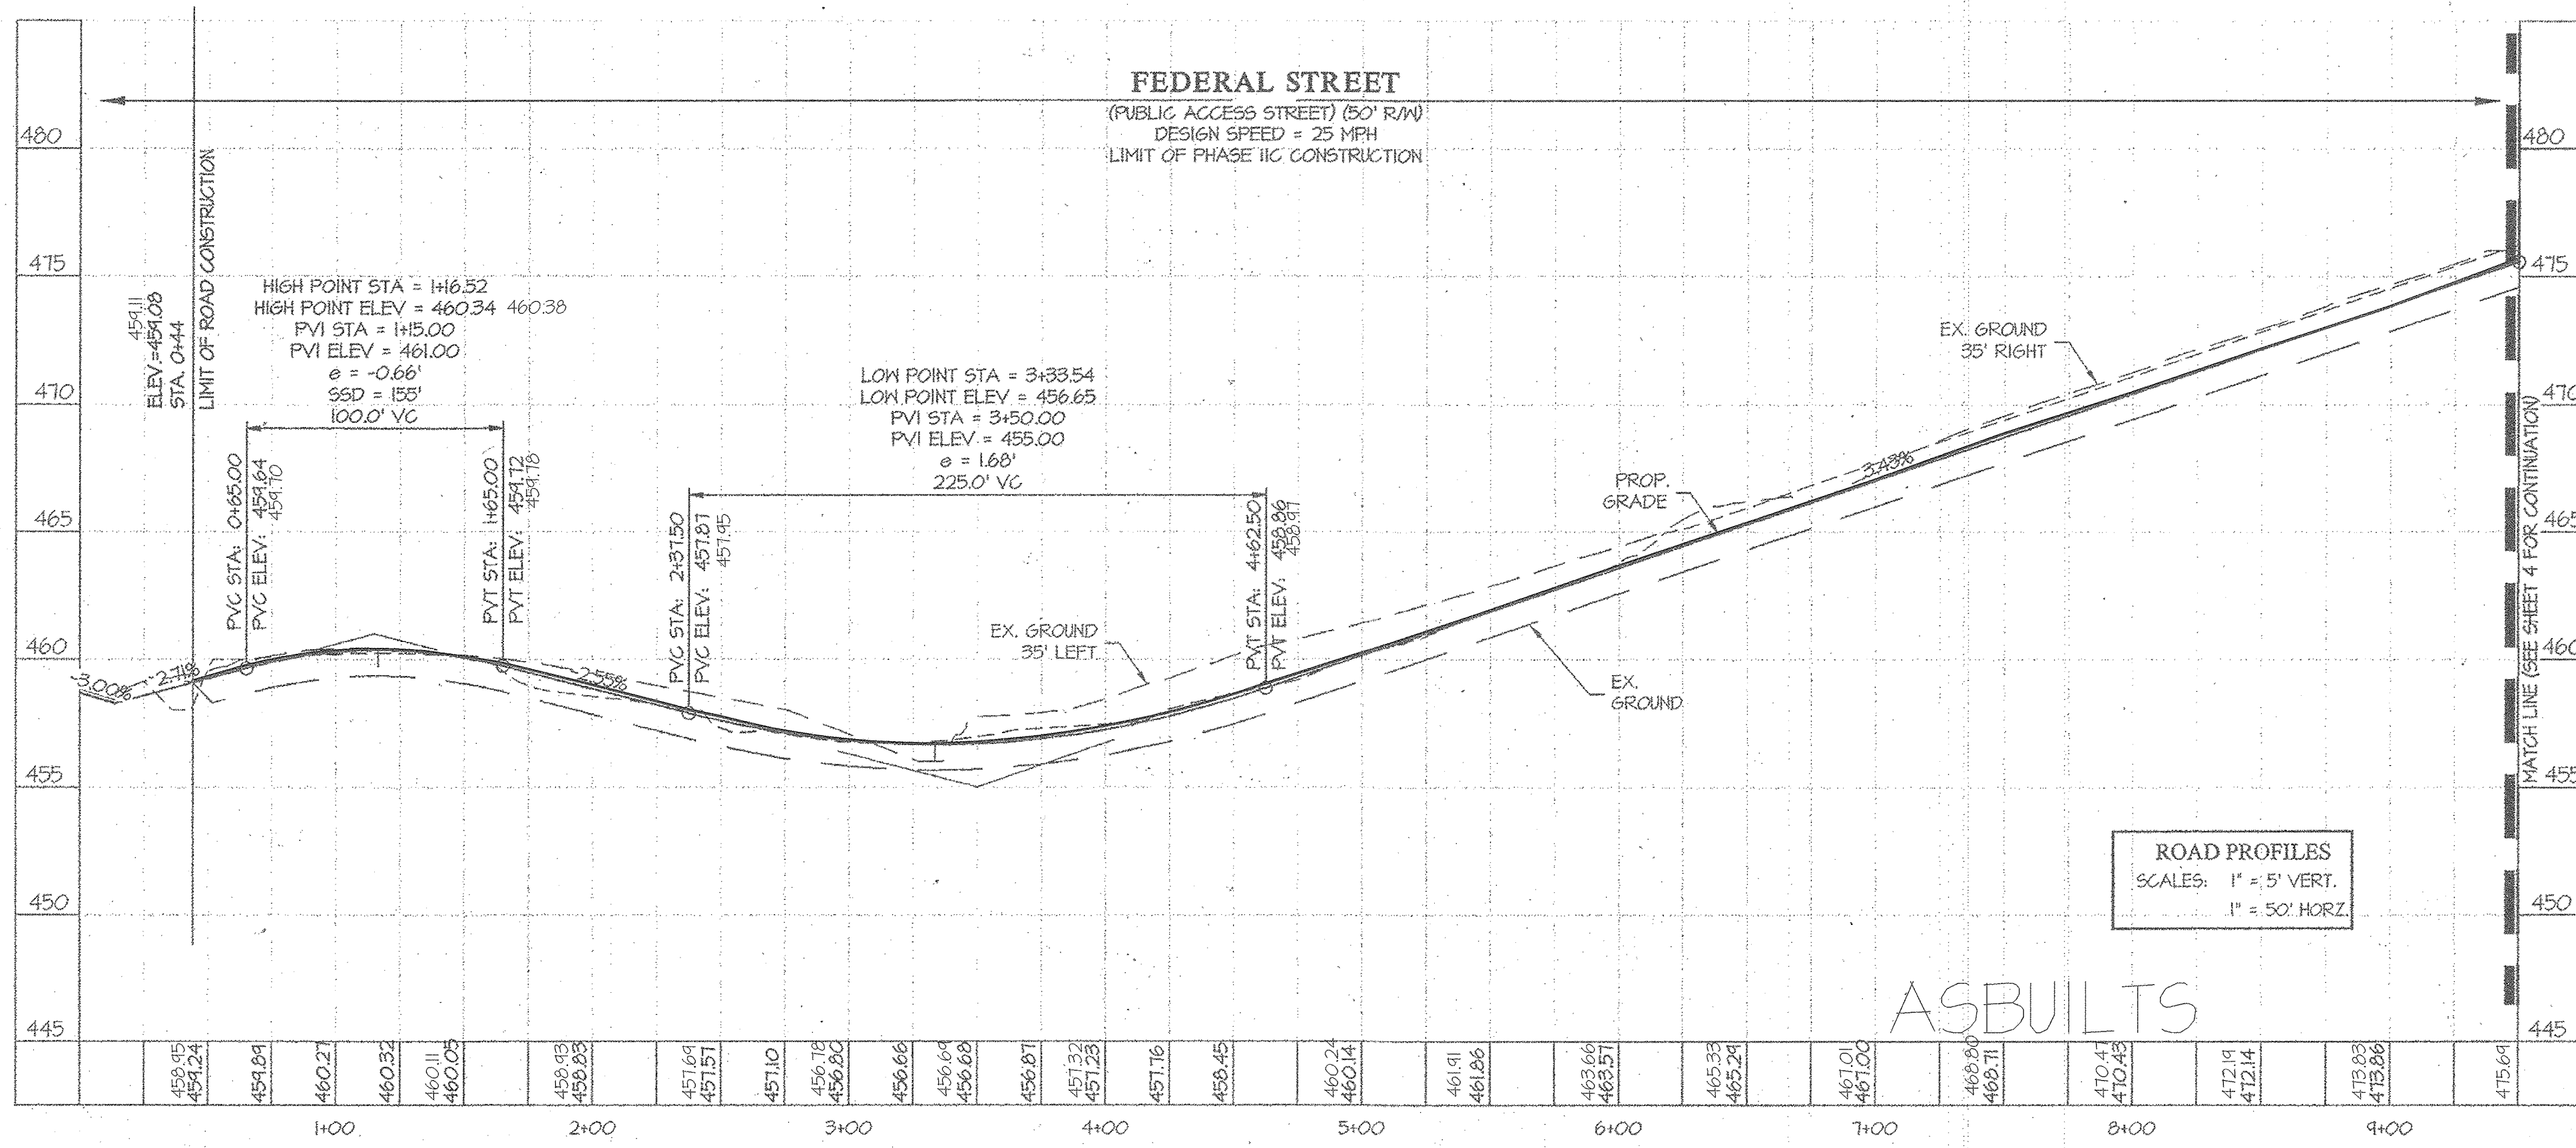 FEDERAL STREET
(PUBLIC ACCESS STREET) (50' R/W)
DESIGN SPEED = 25 MPH
LIMIT OF PHASE IIC CONSTRUCTION
480
475
470
465
460
455
450
445
459.11
ELEV.=459.08
STA. 0+44
LIMIT OF ROAD CONSTRUCTION
HIGH POINT STA = 1+16.52
HIGH POINT ELEV = 460.34 460.38
PVI STA = 1+15.00
PVI ELEV = 461.00
e = -0.66'
SSD = 155'
100.0' VC
PVC STA: 0+65.00
PVC ELEV: 459.64
459.70
PVT STA: 1+65.00
PVT ELEV: 459.72
459.78
LOW POINT STA = 3+33.54
LOW POINT ELEV = 456.65
PVI STA = 3+50.00
PVI ELEV = 455.00
e = 1.68'
225.0' VC
PVC STA: 2+37.50
PVC ELEV: 457.87
457.95
PVT STA: 4+62.50
PVT ELEV: 458.86
458.97
-3.00%
2.71%
-2.55%
3.43%
EX. GROUND
35' LEFT
EX.
GROUND
PROP.
GRADE
EX. GROUND
35' RIGHT
480
475
470
465
460
455
450
445
MATCH LINE (SEE SHEET 4 FOR CONTINUATION)
ROAD PROFILES
SCALES: 1" = 5' VERT.
1" = 50' HORZ.
ASBUILTS
458.95
459.24
459.89
460.27
460.32
460.11
460.05
458.93
458.83
457.69
457.57
457.10
456.78
456.80
456.66
456.69
456.68
456.87
457.32
457.23
457.76
458.45
460.24
460.14
461.91
461.86
463.66
463.57
465.33
465.29
467.01
467.00
468.80
468.71
470.47
470.43
472.19
472.14
473.83
473.86
475.69
1+00
2+00
3+00
4+00
5+00
6+00
7+00
8+00
9+00